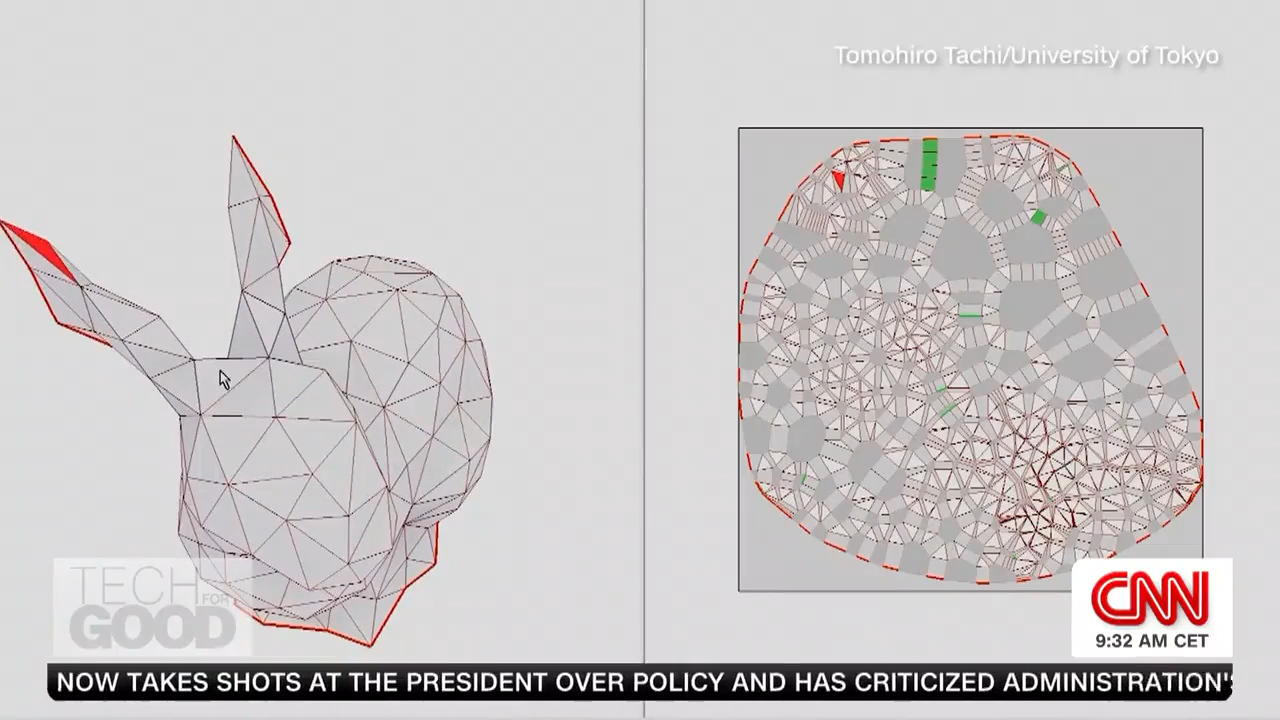 Tomohiro Tachi/University of Tokyo
TECH
FOR
GOOD
CNN
9:32 AM CET
NOW TAKES SHOTS AT THE PRESIDENT OVER POLICY AND HAS CRITICIZED ADMINISTRATION'S